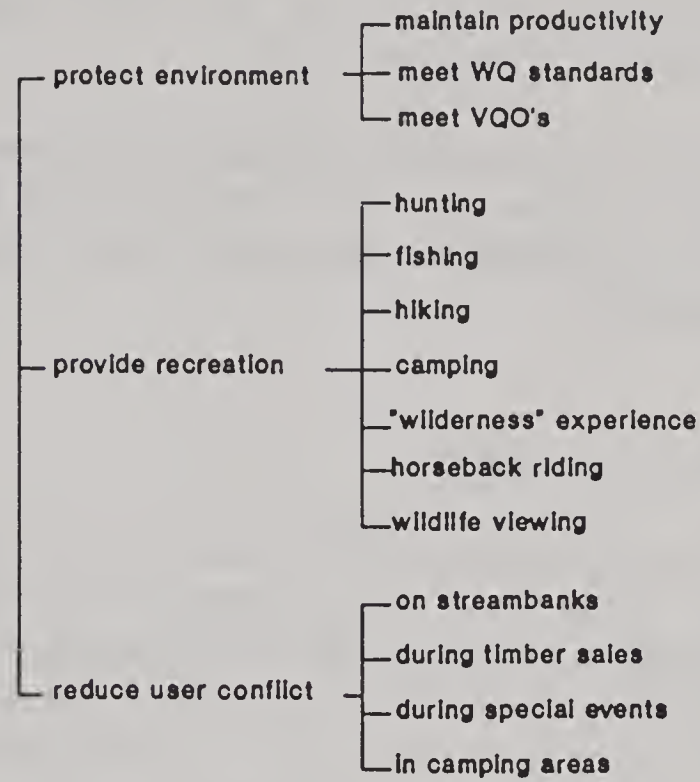 protect environment
maintain productivity
meet WQ standards
meet VQO's
provide recreation
hunting
fishing
hiking
camping
"wilderness" experience
horseback riding
wildlife viewing
reduce user conflict
on streambanks
during timber sales
during special events
in camping areas